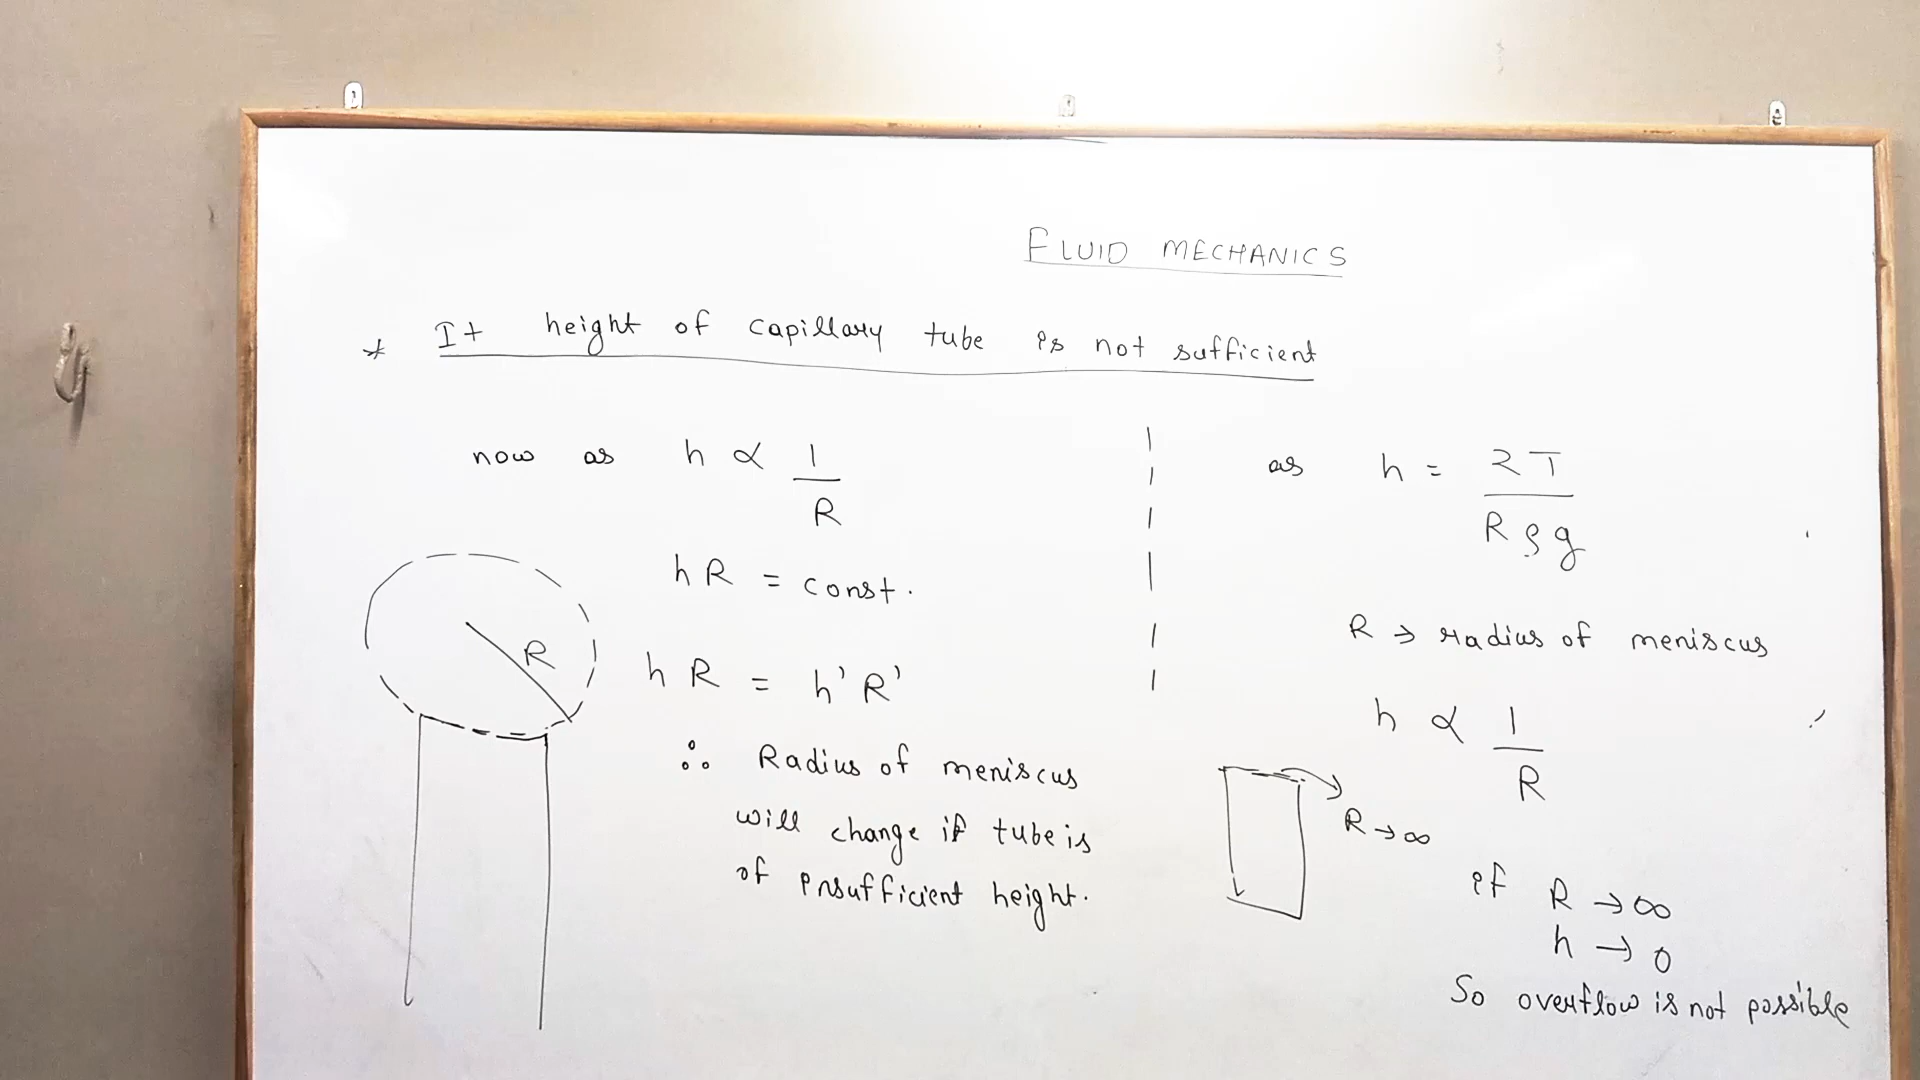 FLUID MECHANICS
* If height of capillary tube is not sufficient
now as h ∝ 1/R
hR = const.
R
hR = h'R'
∴ Radius of meniscus
will change if tube is
of insufficient height.
as h = 2T/Rρg
R → radius of meniscus
h ∝ 1/R
R → ∞
if R → ∞
h → 0
So overflow is not possible